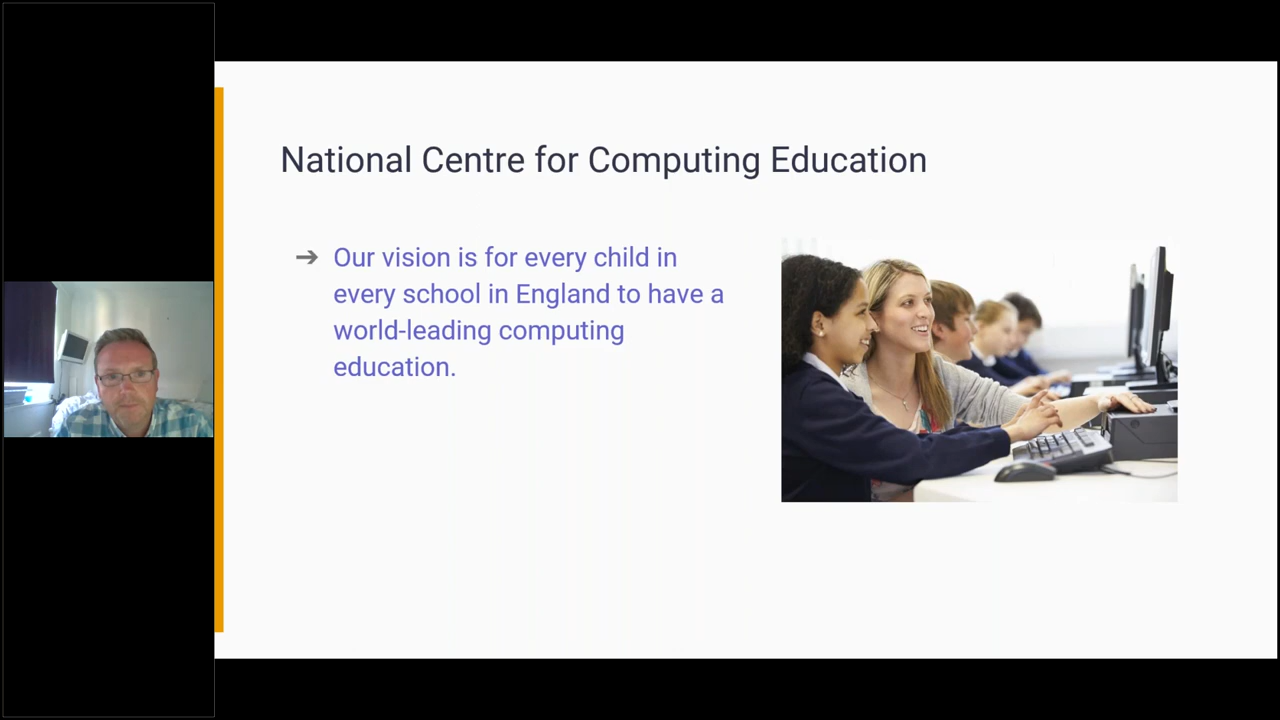 National Centre for Computing Education
➔ Our vision is for every child in
every school in England to have a
world-leading computing
education.